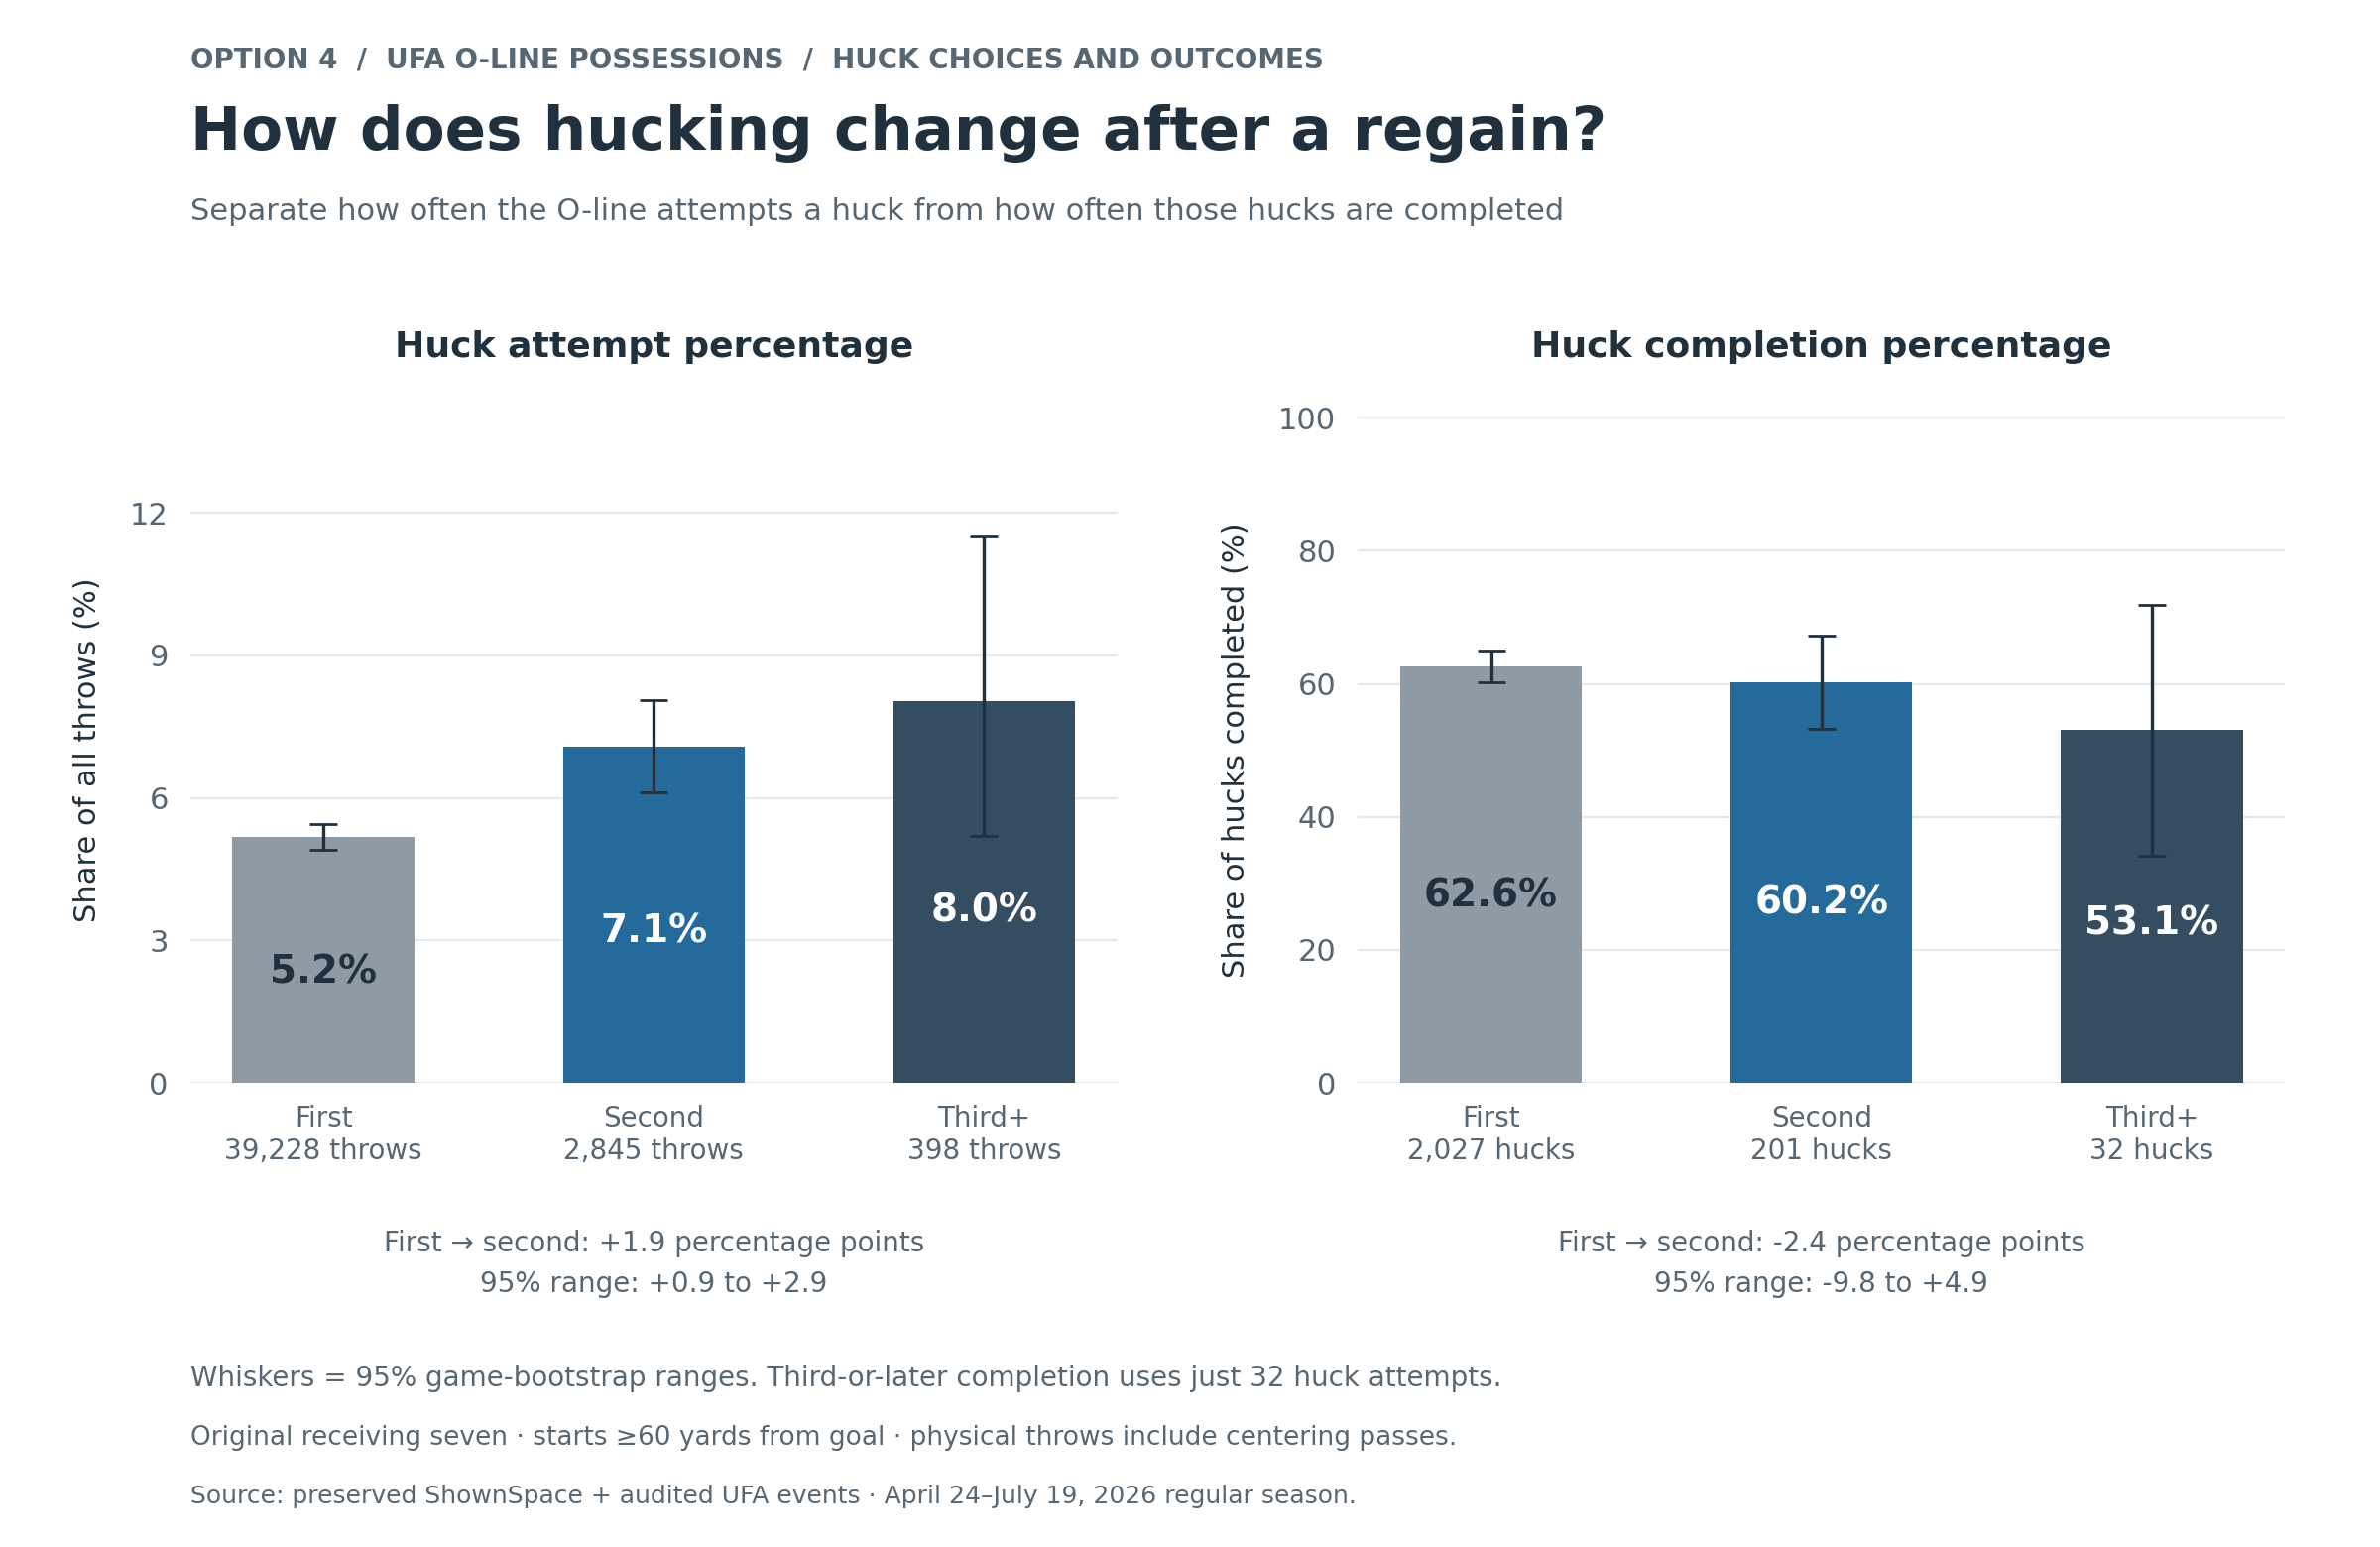 OPTION 4 / UFA O-LINE POSSESSIONS / HUCK CHOICES AND OUTCOMES
How does hucking change after a regain?
Separate how often the O-line attempts a huck from how often those hucks are completed
Huck attempt percentage
Share of all throws (%)
12
9
6
3
0
5.2%
7.1%
8.0%
First
39,228 throws
Second
2,845 throws
Third+
398 throws
First → second: +1.9 percentage points
95% range: +0.9 to +2.9
Huck completion percentage
Share of hucks completed (%)
100
80
60
40
20
0
62.6%
60.2%
53.1%
First
2,027 hucks
Second
201 hucks
Third+
32 hucks
First → second: -2.4 percentage points
95% range: -9.8 to +4.9
Whiskers = 95% game-bootstrap ranges. Third-or-later completion uses just 32 huck attempts.
Original receiving seven · starts ≥60 yards from goal · physical throws include centering passes.
Source: preserved ShownSpace + audited UFA events · April 24–July 19, 2026 regular season.